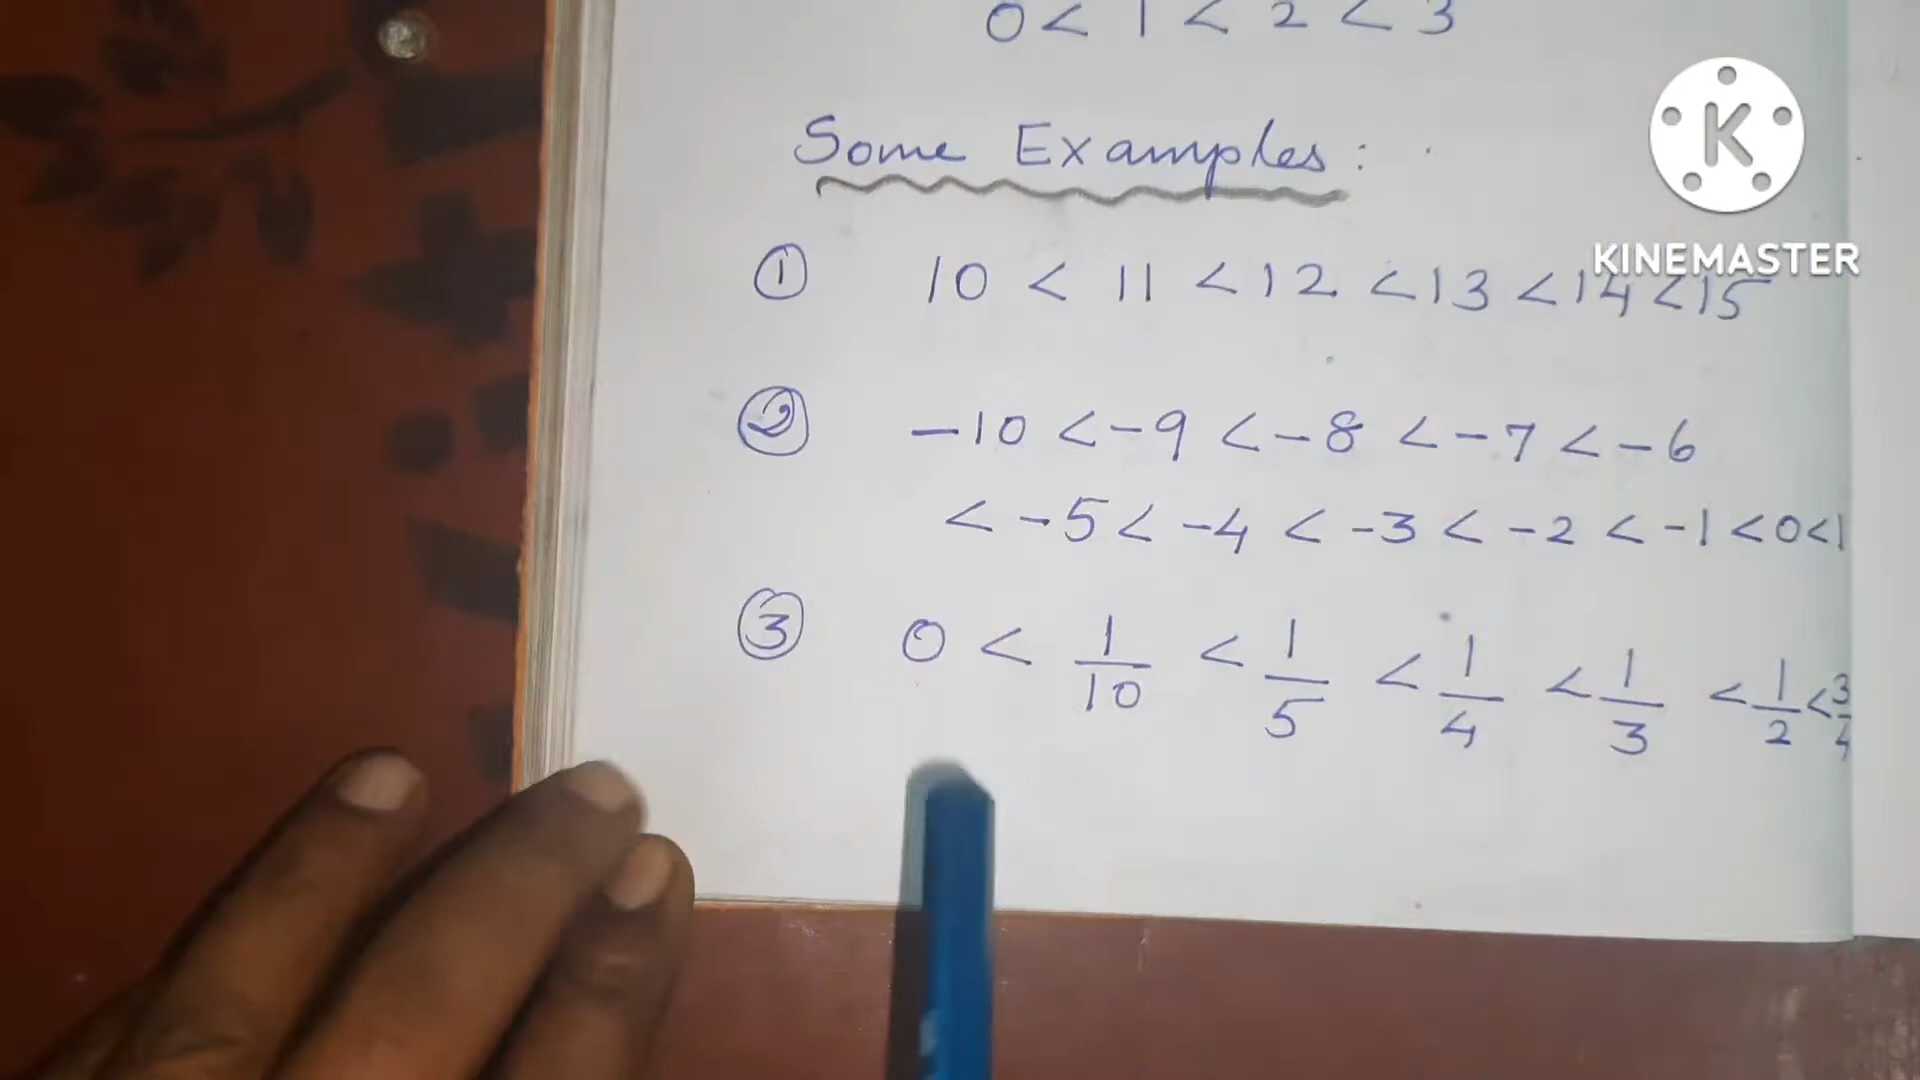 0 < 1 < 2 < 3
Some Examples :
K
KINEMASTER
① 10 < 11 < 12 < 13 < 14 < 15
② -10 < -9 < -8 < -7 < -6
< -5 < -4 < -3 < -2 < -1 < 0 < 1
③ 0 < 1/10 < 1/5 < 1/4 < 1/3 < 1/2 < 3/4